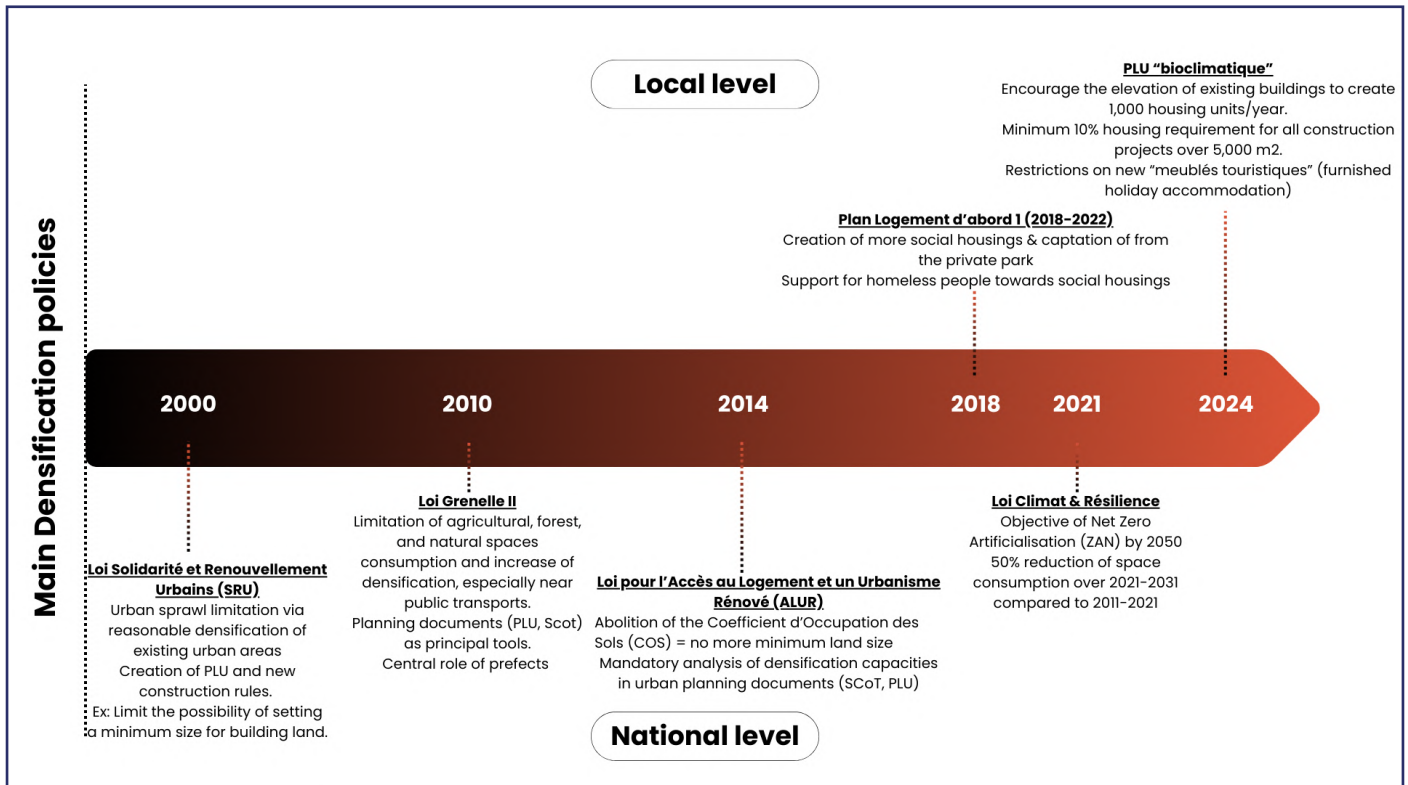 Main Densification policies
Local level
PLU “bioclimatique”
Encourage the elevation of existing buildings to create
1,000 housing units/year.
Minimum 10% housing requirement for all construction
projects over 5,000 m2.
Restrictions on new “meublés touristiques” (furnished
holiday accommodation)
Plan Logement d’abord 1 (2018-2022)
Creation of more social housings & captation of from
the private park
Support for homeless people towards social housings
2000
2010
2014
2018
2021
2024
Loi Solidarité et Renouvellement
Urbains (SRU)
Urban sprawl limitation via
reasonable densification of
existing urban areas
Creation of PLU and new
construction rules.
Ex: Limit the possibility of setting
a minimum size for building land.
Loi Grenelle II
Limitation of agricultural, forest,
and natural spaces
consumption and increase of
densification, especially near
public transports.
Planning documents (PLU, Scot)
as principal tools.
Central role of prefects
Loi pour l’Accès au Logement et un Urbanisme
Rénové (ALUR)
Abolition of the Coefficient d’Occupation des
Sols (COS) = no more minimum land size
Mandatory analysis of densification capacities
in urban planning documents (SCoT, PLU)
Loi Climat & Résilience
Objective of Net Zero
Artificialisation (ZAN) by 2050
50% reduction of space
consumption over 2021-2031
compared to 2011-2021
National level